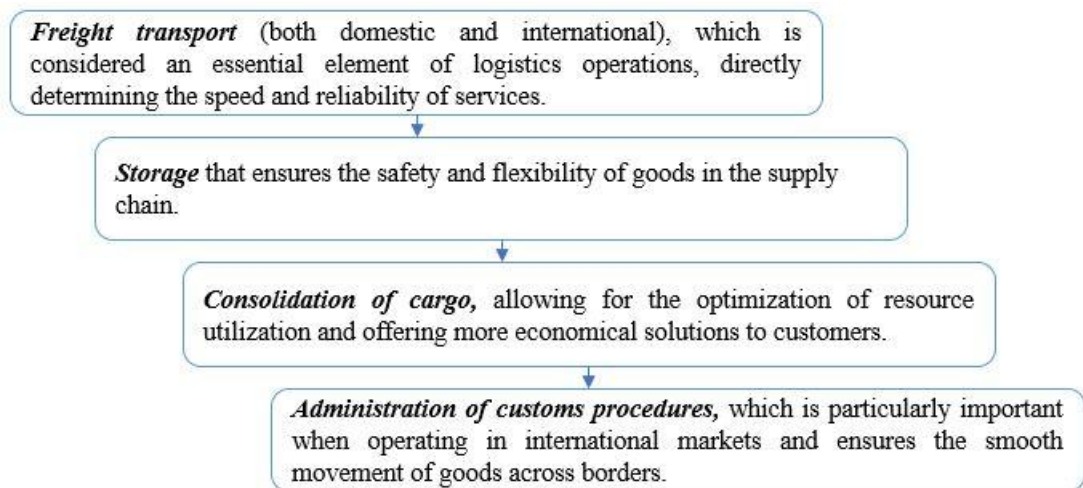 Freight transport (both domestic and international), which is
considered an essential element of logistics operations, directly
determining the speed and reliability of services.
Storage that ensures the safety and flexibility of goods in the supply
chain.
Consolidation of cargo, allowing for the optimization of resource
utilization and offering more economical solutions to customers.
Administration of customs procedures, which is particularly important
when operating in international markets and ensures the smooth
movement of goods across borders.